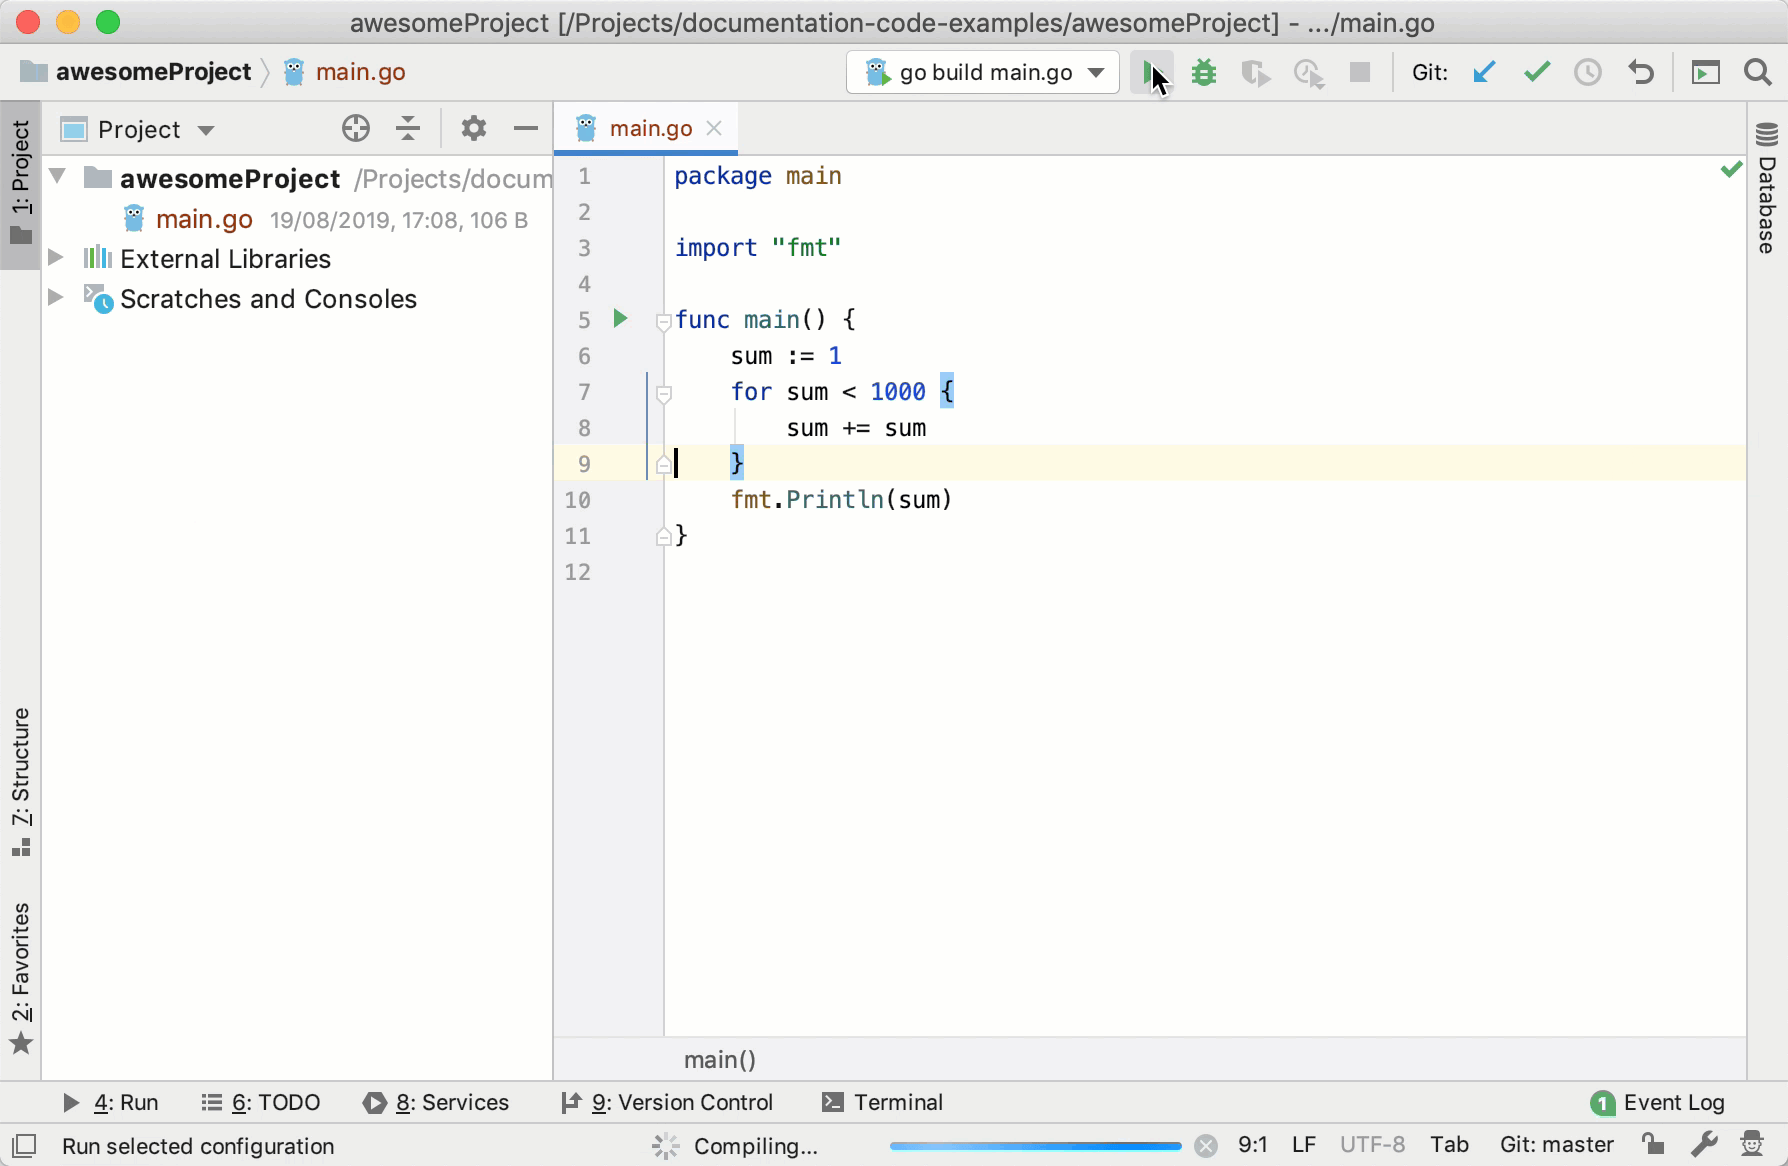 awesomeProject [/Projects/documentation-code-examples/awesomeProject] - .../main.go
awesomeProject main.go
go build main.go
Git:
1: Project
Project
main.go
Database
awesomeProject /Projects/docum
main.go 19/08/2019, 17:08, 106 B
External Libraries
Scratches and Consoles
7: Structure
2: Favorites
1 package main
2
3 import "fmt"
4
5 func main() {
6 sum := 1
7 for sum < 1000 {
8 sum += sum
9 }
10 fmt.Println(sum)
11 }
12
main()
4: Run 6: TODO 8: Services 9: Version Control Terminal 1 Event Log
Run selected configuration Compiling... 9:1 LF UTF-8 Tab Git: master